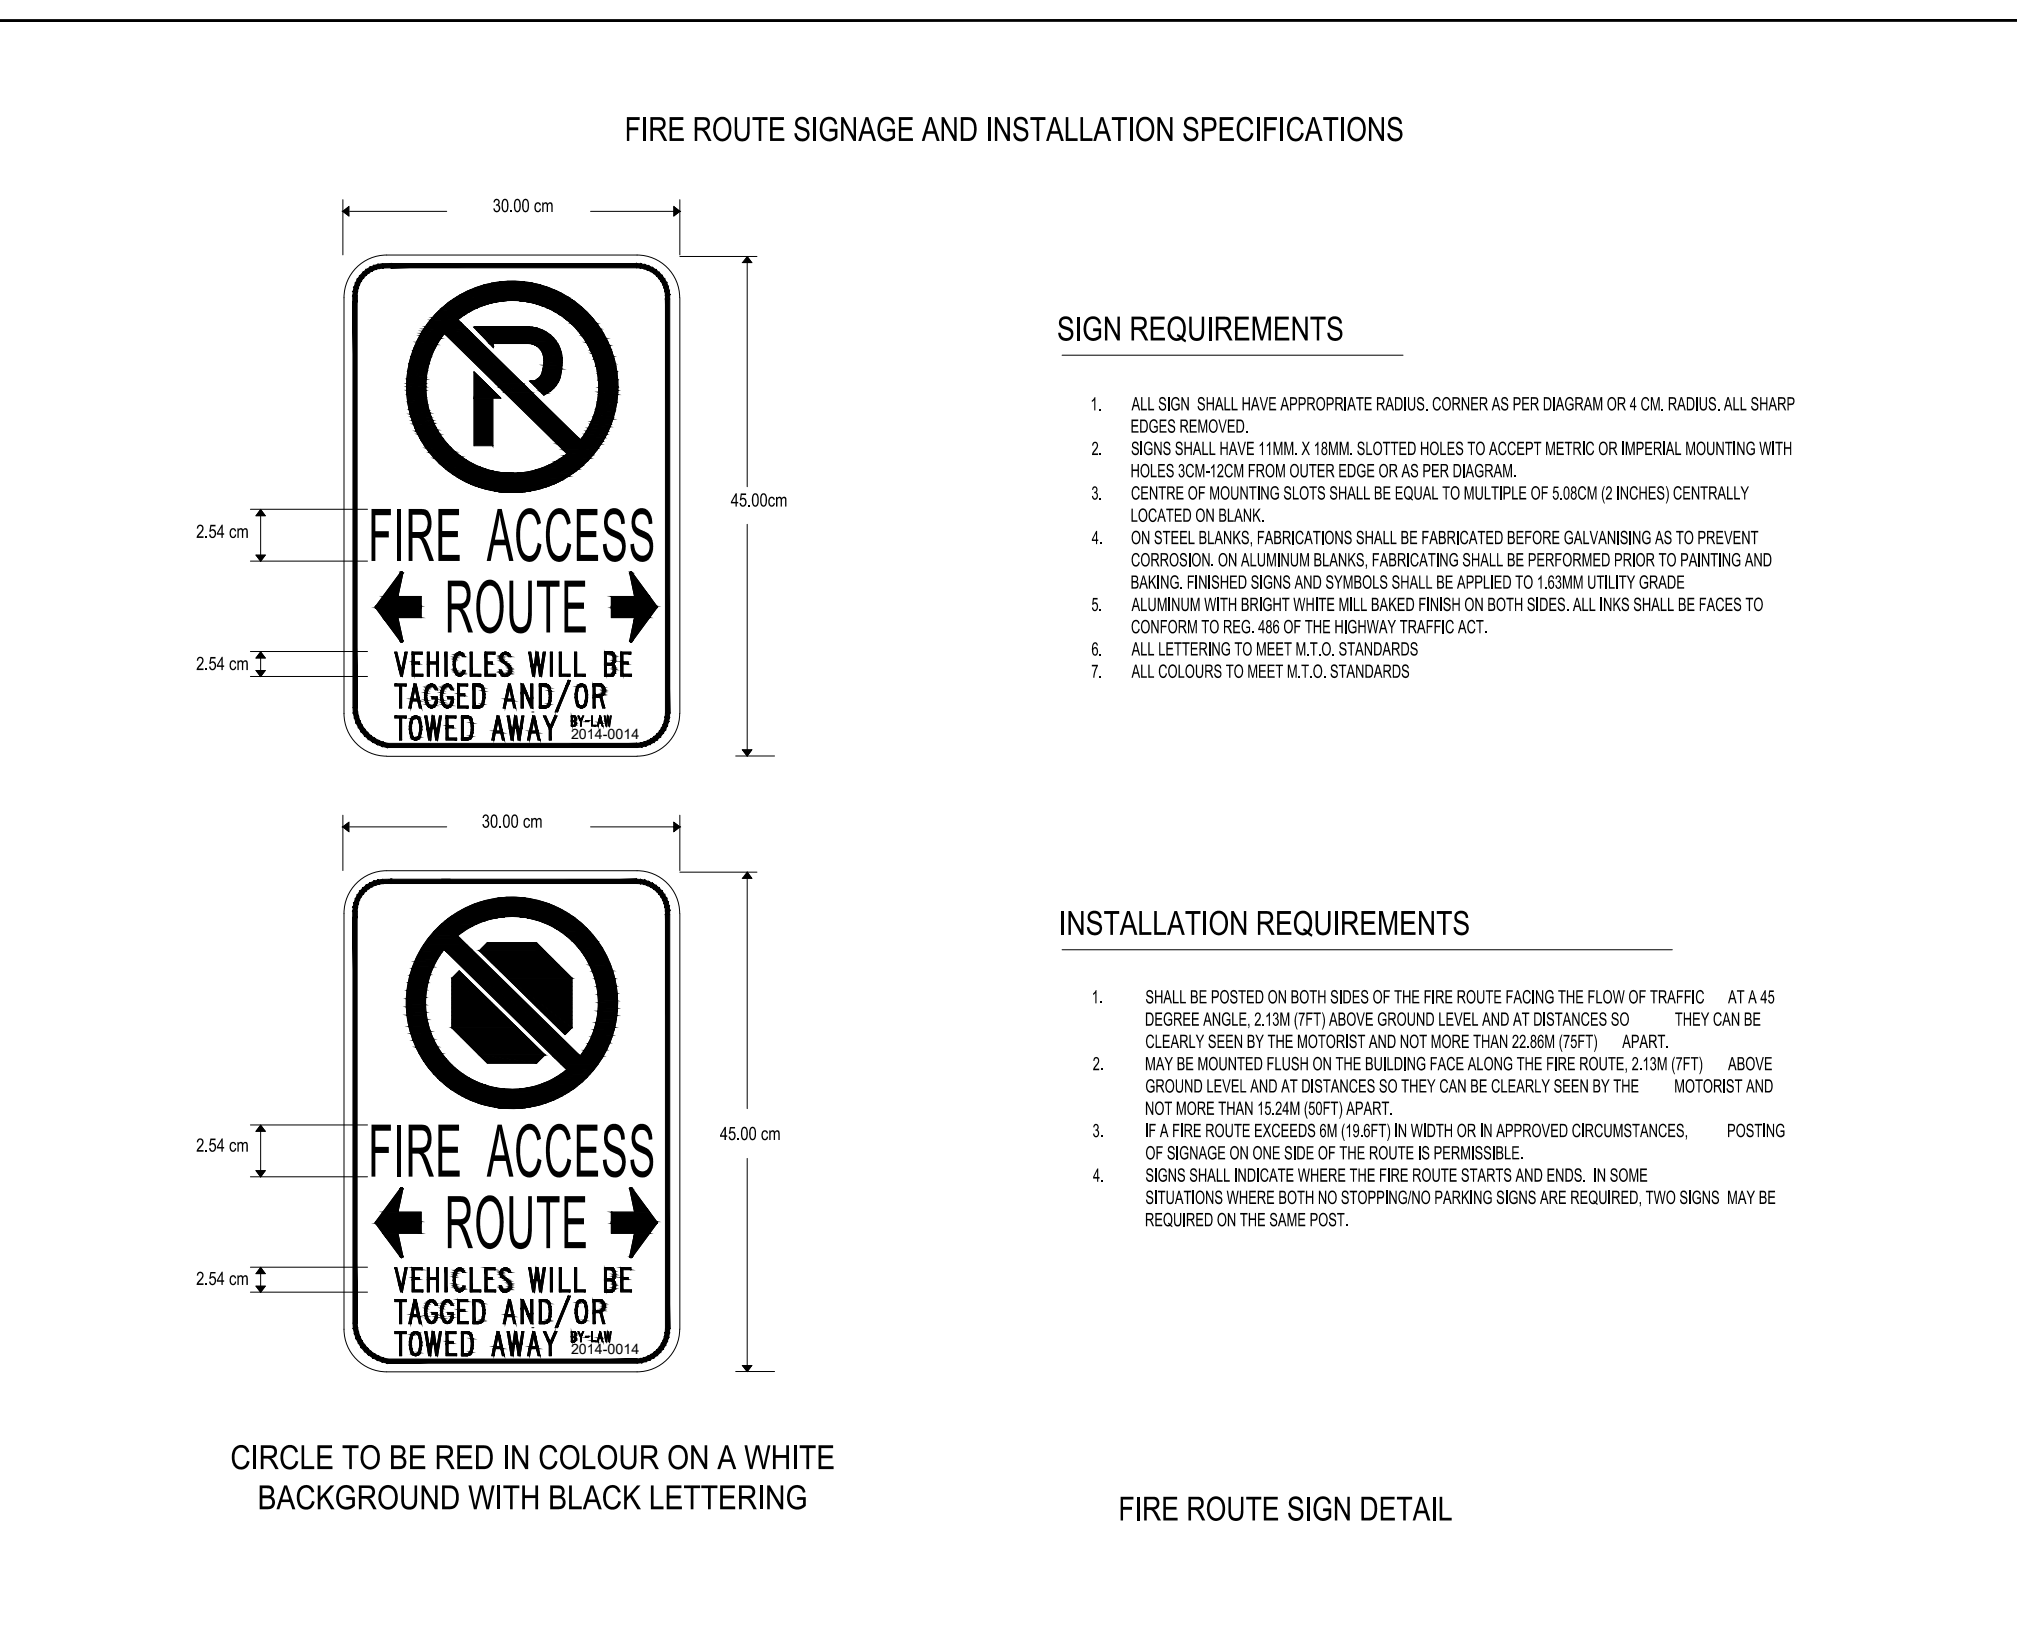 FIRE ROUTE SIGNAGE AND INSTALLATION SPECIFICATIONS
30.00 cm
45.00cm
2.54 cm
FIRE ACCESS
ROUTE
2.54 cm
VEHICLES WILL BE
TAGGED AND/OR
TOWED AWAY BY-LAW
2014-0014
30.00 cm
45.00 cm
2.54 cm
FIRE ACCESS
ROUTE
2.54 cm
VEHICLES WILL BE
TAGGED AND/OR
TOWED AWAY BY-LAW
2014-0014
CIRCLE TO BE RED IN COLOUR ON A WHITE
BACKGROUND WITH BLACK LETTERING
SIGN REQUIREMENTS
1. ALL SIGN SHALL HAVE APPROPRIATE RADIUS. CORNER AS PER DIAGRAM OR 4 CM. RADIUS. ALL SHARP
EDGES REMOVED.
2. SIGNS SHALL HAVE 11MM. X 18MM. SLOTTED HOLES TO ACCEPT METRIC OR IMPERIAL MOUNTING WITH
HOLES 3CM-12CM FROM OUTER EDGE OR AS PER DIAGRAM.
3. CENTRE OF MOUNTING SLOTS SHALL BE EQUAL TO MULTIPLE OF 5.08CM (2 INCHES) CENTRALLY
LOCATED ON BLANK.
4. ON STEEL BLANKS, FABRICATIONS SHALL BE FABRICATED BEFORE GALVANISING AS TO PREVENT
CORROSION. ON ALUMINUM BLANKS, FABRICATING SHALL BE PERFORMED PRIOR TO PAINTING AND
BAKING. FINISHED SIGNS AND SYMBOLS SHALL BE APPLIED TO 1.63MM UTILITY GRADE
5. ALUMINUM WITH BRIGHT WHITE MILL BAKED FINISH ON BOTH SIDES. ALL INKS SHALL BE FACES TO
CONFORM TO REG. 486 OF THE HIGHWAY TRAFFIC ACT.
6. ALL LETTERING TO MEET M.T.O. STANDARDS
7. ALL COLOURS TO MEET M.T.O. STANDARDS
INSTALLATION REQUIREMENTS
1. SHALL BE POSTED ON BOTH SIDES OF THE FIRE ROUTE FACING THE FLOW OF TRAFFIC AT A 45
DEGREE ANGLE, 2.13M (7FT) ABOVE GROUND LEVEL AND AT DISTANCES SO THEY CAN BE
CLEARLY SEEN BY THE MOTORIST AND NOT MORE THAN 22.86M (75FT) APART.
2. MAY BE MOUNTED FLUSH ON THE BUILDING FACE ALONG THE FIRE ROUTE, 2.13M (7FT) ABOVE
GROUND LEVEL AND AT DISTANCES SO THEY CAN BE CLEARLY SEEN BY THE MOTORIST AND
NOT MORE THAN 15.24M (50FT) APART.
3. IF A FIRE ROUTE EXCEEDS 6M (19.6FT) IN WIDTH OR IN APPROVED CIRCUMSTANCES, POSTING
OF SIGNAGE ON ONE SIDE OF THE ROUTE IS PERMISSIBLE.
4. SIGNS SHALL INDICATE WHERE THE FIRE ROUTE STARTS AND ENDS. IN SOME
SITUATIONS WHERE BOTH NO STOPPING/NO PARKING SIGNS ARE REQUIRED, TWO SIGNS MAY BE
REQUIRED ON THE SAME POST.
FIRE ROUTE SIGN DETAIL